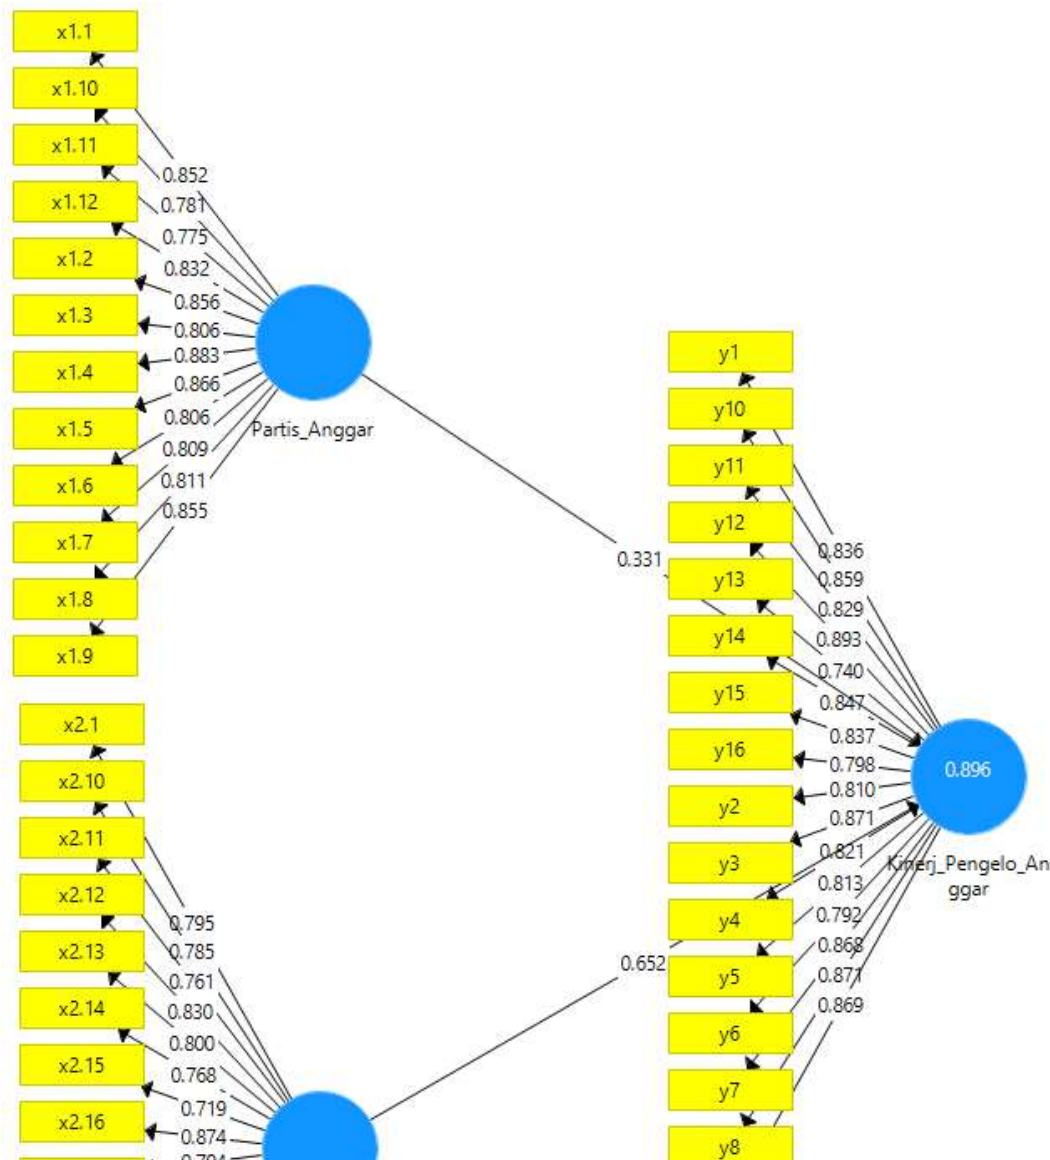 x1.1
x1.10
x1.11
x1.12
x1.2
x1.3
x1.4
x1.5
x1.6
x1.7
x1.8
x1.9
0.852
0.781
0.775
0.832
0.856
0.806
0.883
0.866
0.806
0.809
0.811
0.855
Partis_Anggar
0.331
x2.1
x2.10
x2.11
x2.12
x2.13
x2.14
x2.15
x2.16
0.795
0.785
0.761
0.830
0.800
0.768
0.719
0.874
0.652
y1
y10
y11
y12
y13
y14
y15
y16
y2
y3
y4
y5
y6
y7
y8
0.836
0.859
0.829
0.893
0.740
0.847
0.837
0.798
0.810
0.871
0.821
0.813
0.792
0.868
0.871
0.869
0.896
Kinerj_Pengelo_An
ggar